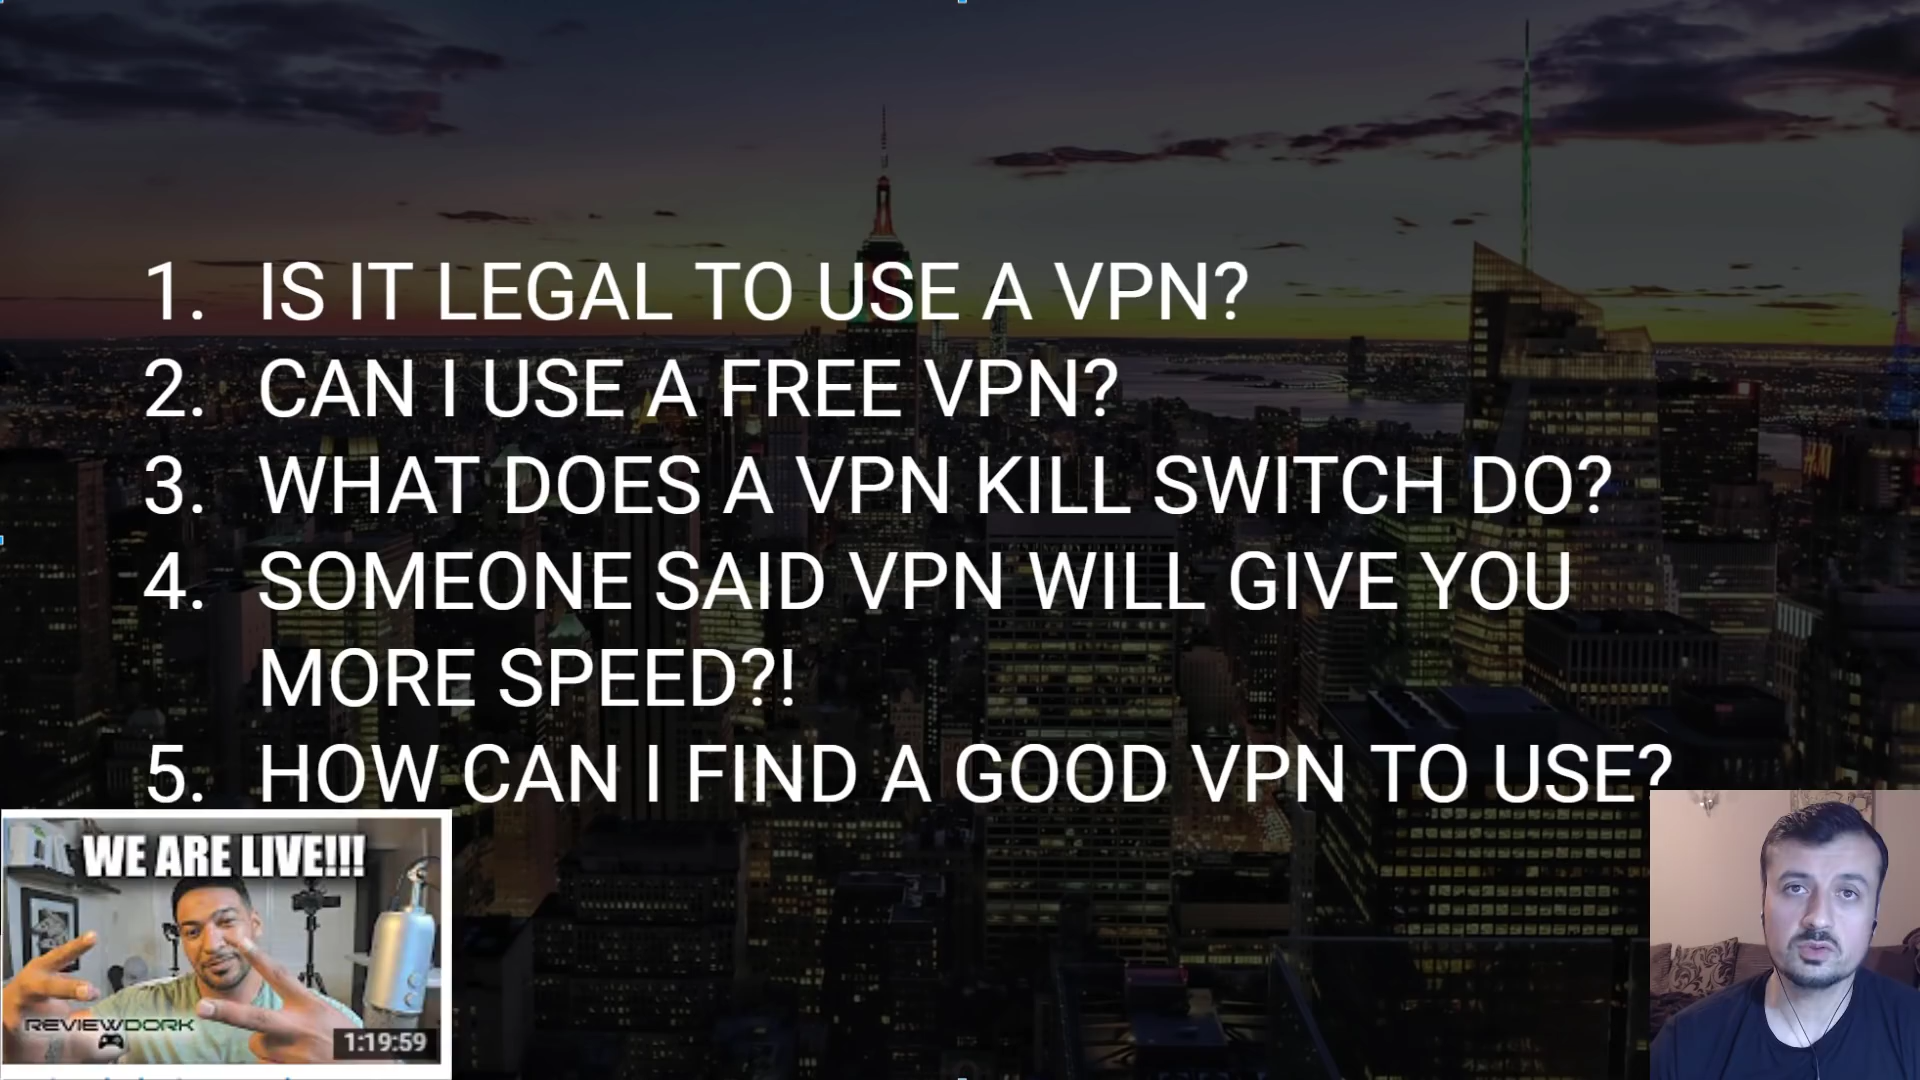 1. IS IT LEGAL TO USE A VPN?
2. CAN I USE A FREE VPN?
3. WHAT DOES A VPN KILL SWITCH DO?
4. SOMEONE SAID VPN WILL GIVE YOU
MORE SPEED?!
5. HOW CAN I FIND A GOOD VPN TO USE?
WE ARE LIVE!!!
REVIEWDORK
1:19:59